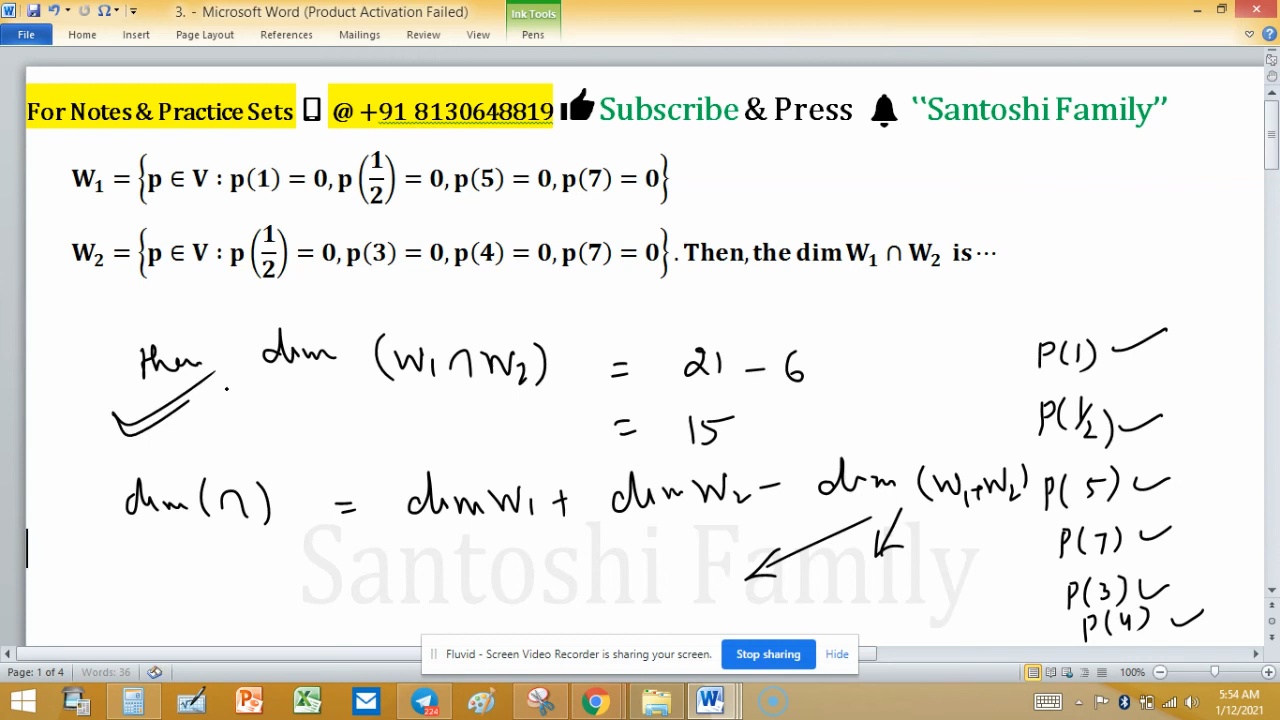 3. - Microsoft Word (Product Activation Failed)
Ink Tools
File Home Insert Page Layout References Mailings Review View Pens
For Notes & Practice Sets @ +91 8130648819 Subscribe & Press "Santoshi Family"
W₁ = {p ∈ V : p(1) = 0, p(1/2) = 0, p(5) = 0, p(7) = 0}
W₂ = {p ∈ V : p(1/2) = 0, p(3) = 0, p(4) = 0, p(7) = 0}. Then, the dim W₁ ∩ W₂ is ⋯
then dim (W₁ ∩ W₂) = 21 - 6
= 15
dim(∩) = dim W₁ + dim W₂ - dim (W₁+W₂)
P(1)
P(1/2)
P(5)
P(7)
P(3)
P(4)
Santoshi Family
Fluvid - Screen Video Recorder is sharing your screen. Stop sharing Hide
Page: 1 of 4 Words: 36 100%
224
5:54 AM
1/12/2021